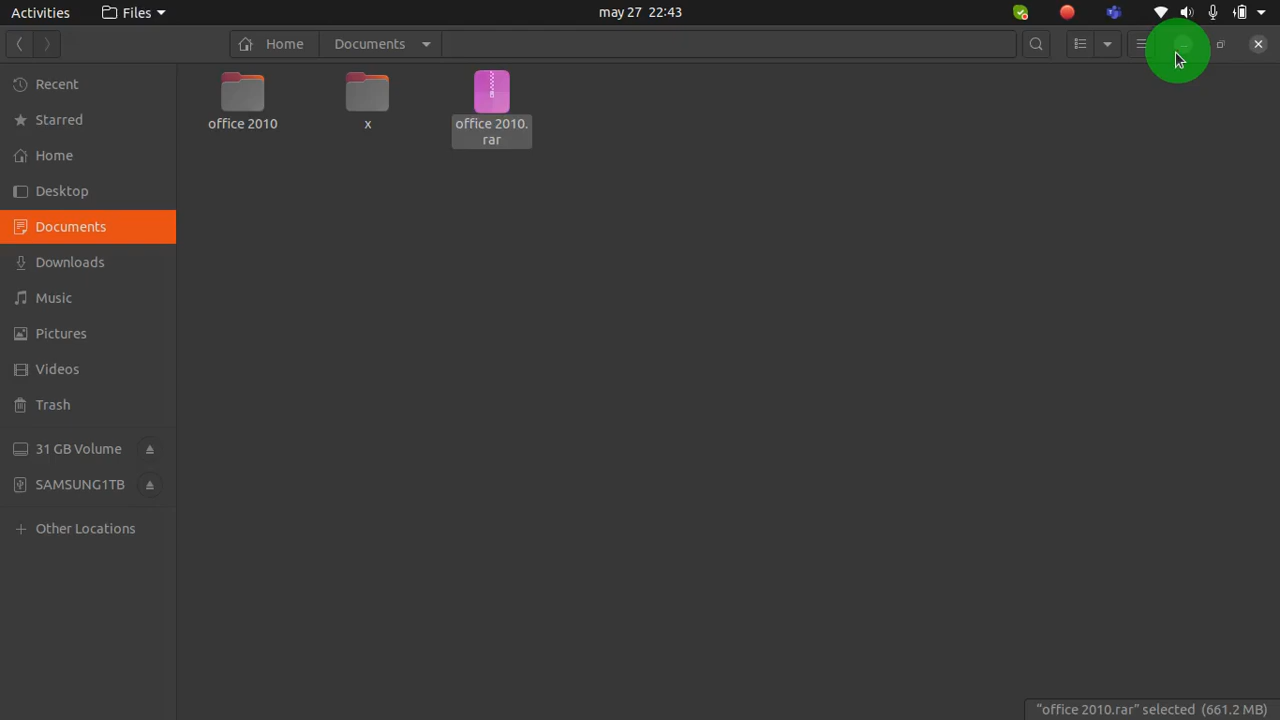 Activities Files may 27 22:43
Home Documents
Recent
Starred
Home
Desktop
Documents
Downloads
Music
Pictures
Videos
Trash
31 GB Volume
SAMSUNG1TB
Other Locations
office 2010
x
office 2010.
rar
"office 2010.rar" selected (661.2 MB)